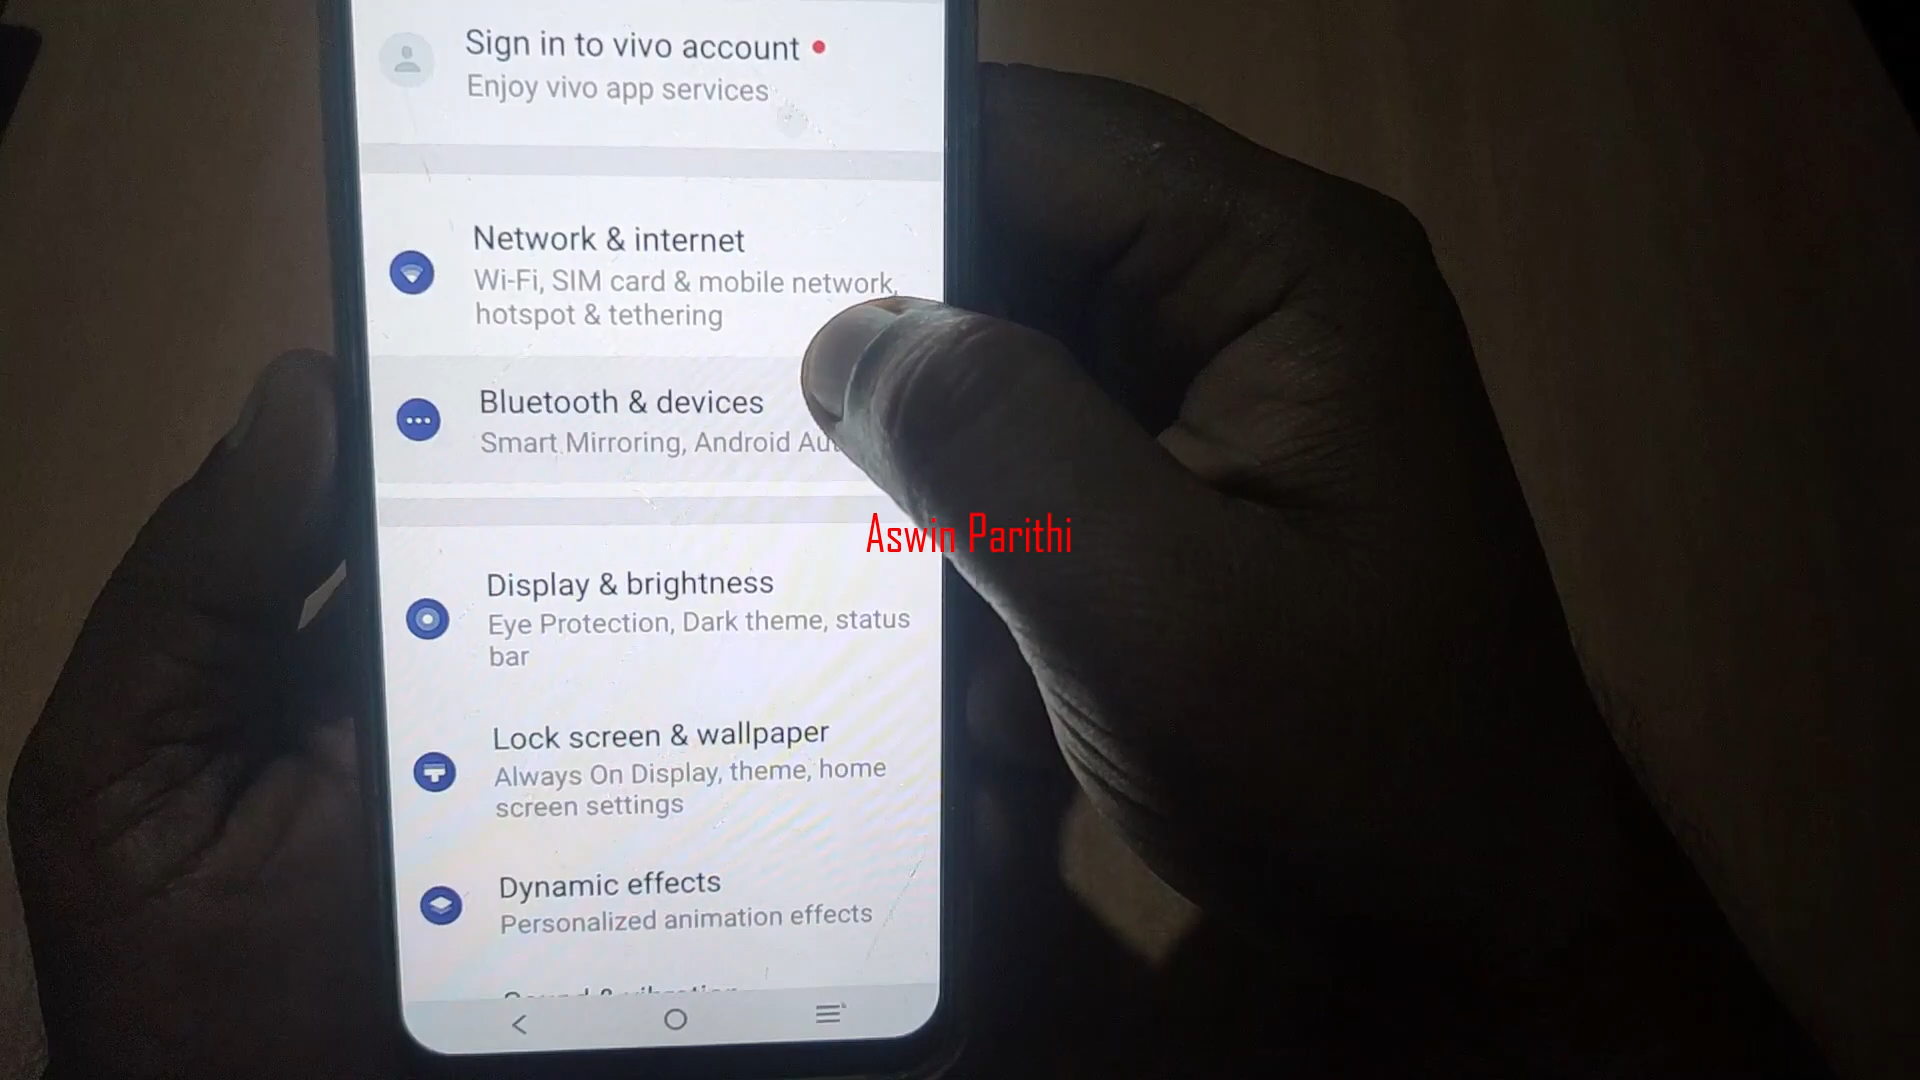 Sign in to vivo account
Enjoy vivo app services
Network & internet
Wi-Fi, SIM card & mobile network,
hotspot & tethering
Bluetooth & devices
Smart Mirroring, Android
Aswin Parithi
Display & brightness
Eye Protection, Dark theme, status
bar
Lock screen & wallpaper
Always On Display, theme, home
screen settings
Dynamic effects
Personalized animation effects